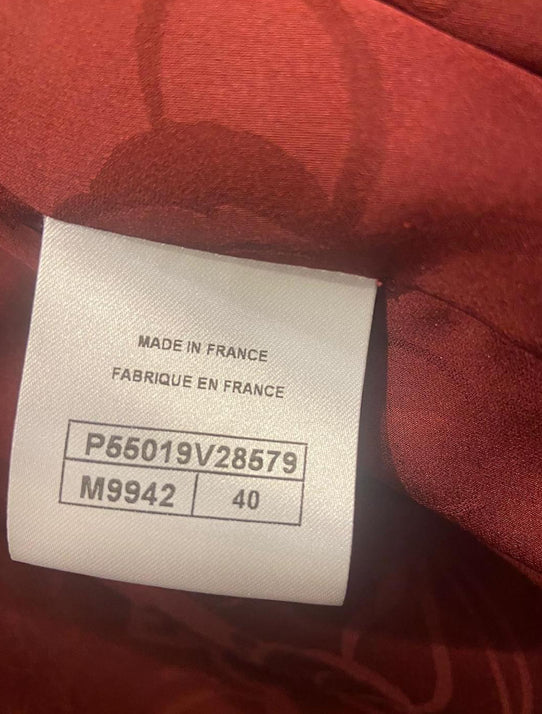 MADE IN FRANCE
FABRIQUE EN FRANCE
P55019V28579
M9942 40